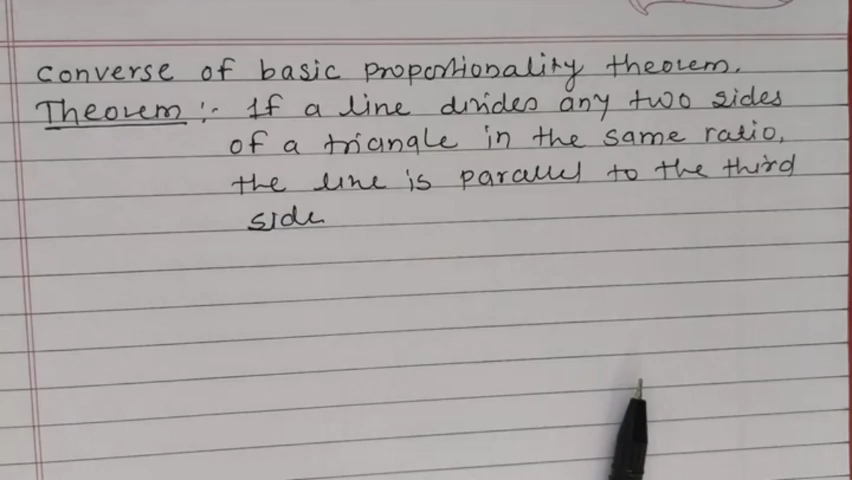 converse of basic proportionality theorem.
Theorem :- If a line divides any two sides
of a triangle in the same ratio,
the line is parallel to the third
side